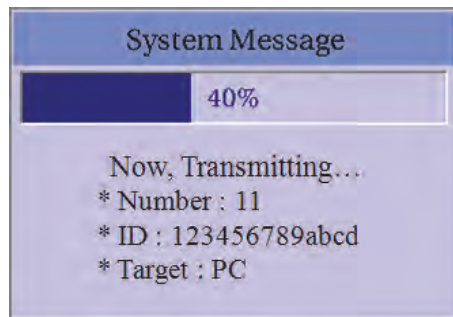 System Message
40%
Now, Transmitting...
* Number : 11
* ID : 123456789abcd
* Target : PC